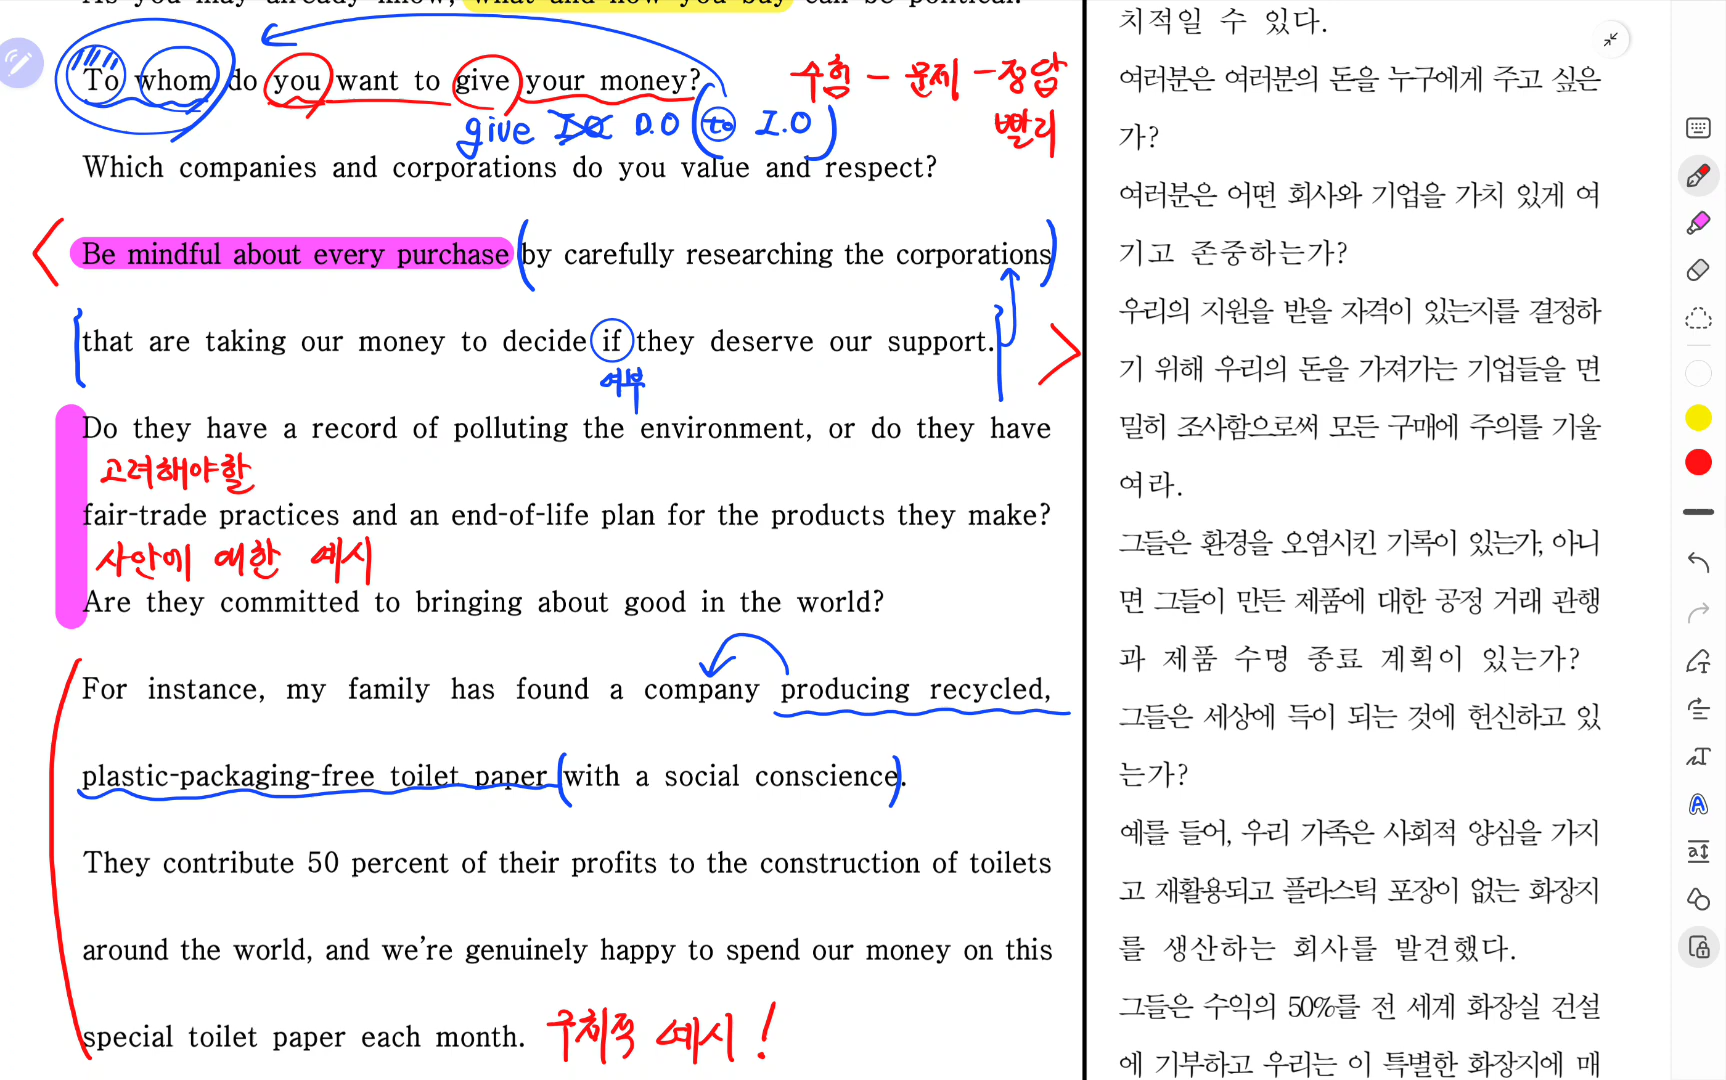 As you may already know, what and how you buy can be political.
To whom do you want to give your money?
수험 - 문제 - 정답
빨리
give I.O D.O (to I.O)
Which companies and corporations do you value and respect?
Be mindful about every purchase (by carefully researching the corporations)
that are taking our money to decide if they deserve our support.
여부
Do they have a record of polluting the environment, or do they have
고려해야할
fair-trade practices and an end-of-life plan for the products they make?
사안에 대한 예시
Are they committed to bringing about good in the world?
For instance, my family has found a company producing recycled,
plastic-packaging-free toilet paper (with a social conscience).
They contribute 50 percent of their profits to the construction of toilets
around the world, and we're genuinely happy to spend our money on this
special toilet paper each month.
구체적 예시!
치적일 수 있다.
여러분은 여러분의 돈을 누구에게 주고 싶은
가?
여러분은 어떤 회사와 기업을 가치 있게 여
기고 존중하는가?
우리의 지원을 받을 자격이 있는지를 결정하
기 위해 우리의 돈을 가져가는 기업들을 면
밀히 조사함으로써 모든 구매에 주의를 기울
여라.
그들은 환경을 오염시킨 기록이 있는가, 아니
면 그들이 만든 제품에 대한 공정 거래 관행
과 제품 수명 종료 계획이 있는가?
그들은 세상에 득이 되는 것에 헌신하고 있
는가?
예를 들어, 우리 가족은 사회적 양심을 가지
고 재활용되고 플라스틱 포장이 없는 화장지
를 생산하는 회사를 발견했다.
그들은 수익의 50%를 전 세계 화장실 건설
에 기부하고 우리는 이 특별한 화장지에 매